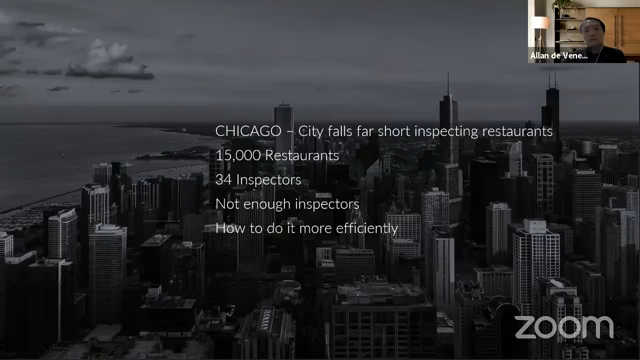 Allan de Vene...
CHICAGO – City falls far short inspecting restaurants
15,000 Restaurants
34 Inspectors
Not enough inspectors
How to do it more efficiently
zoom